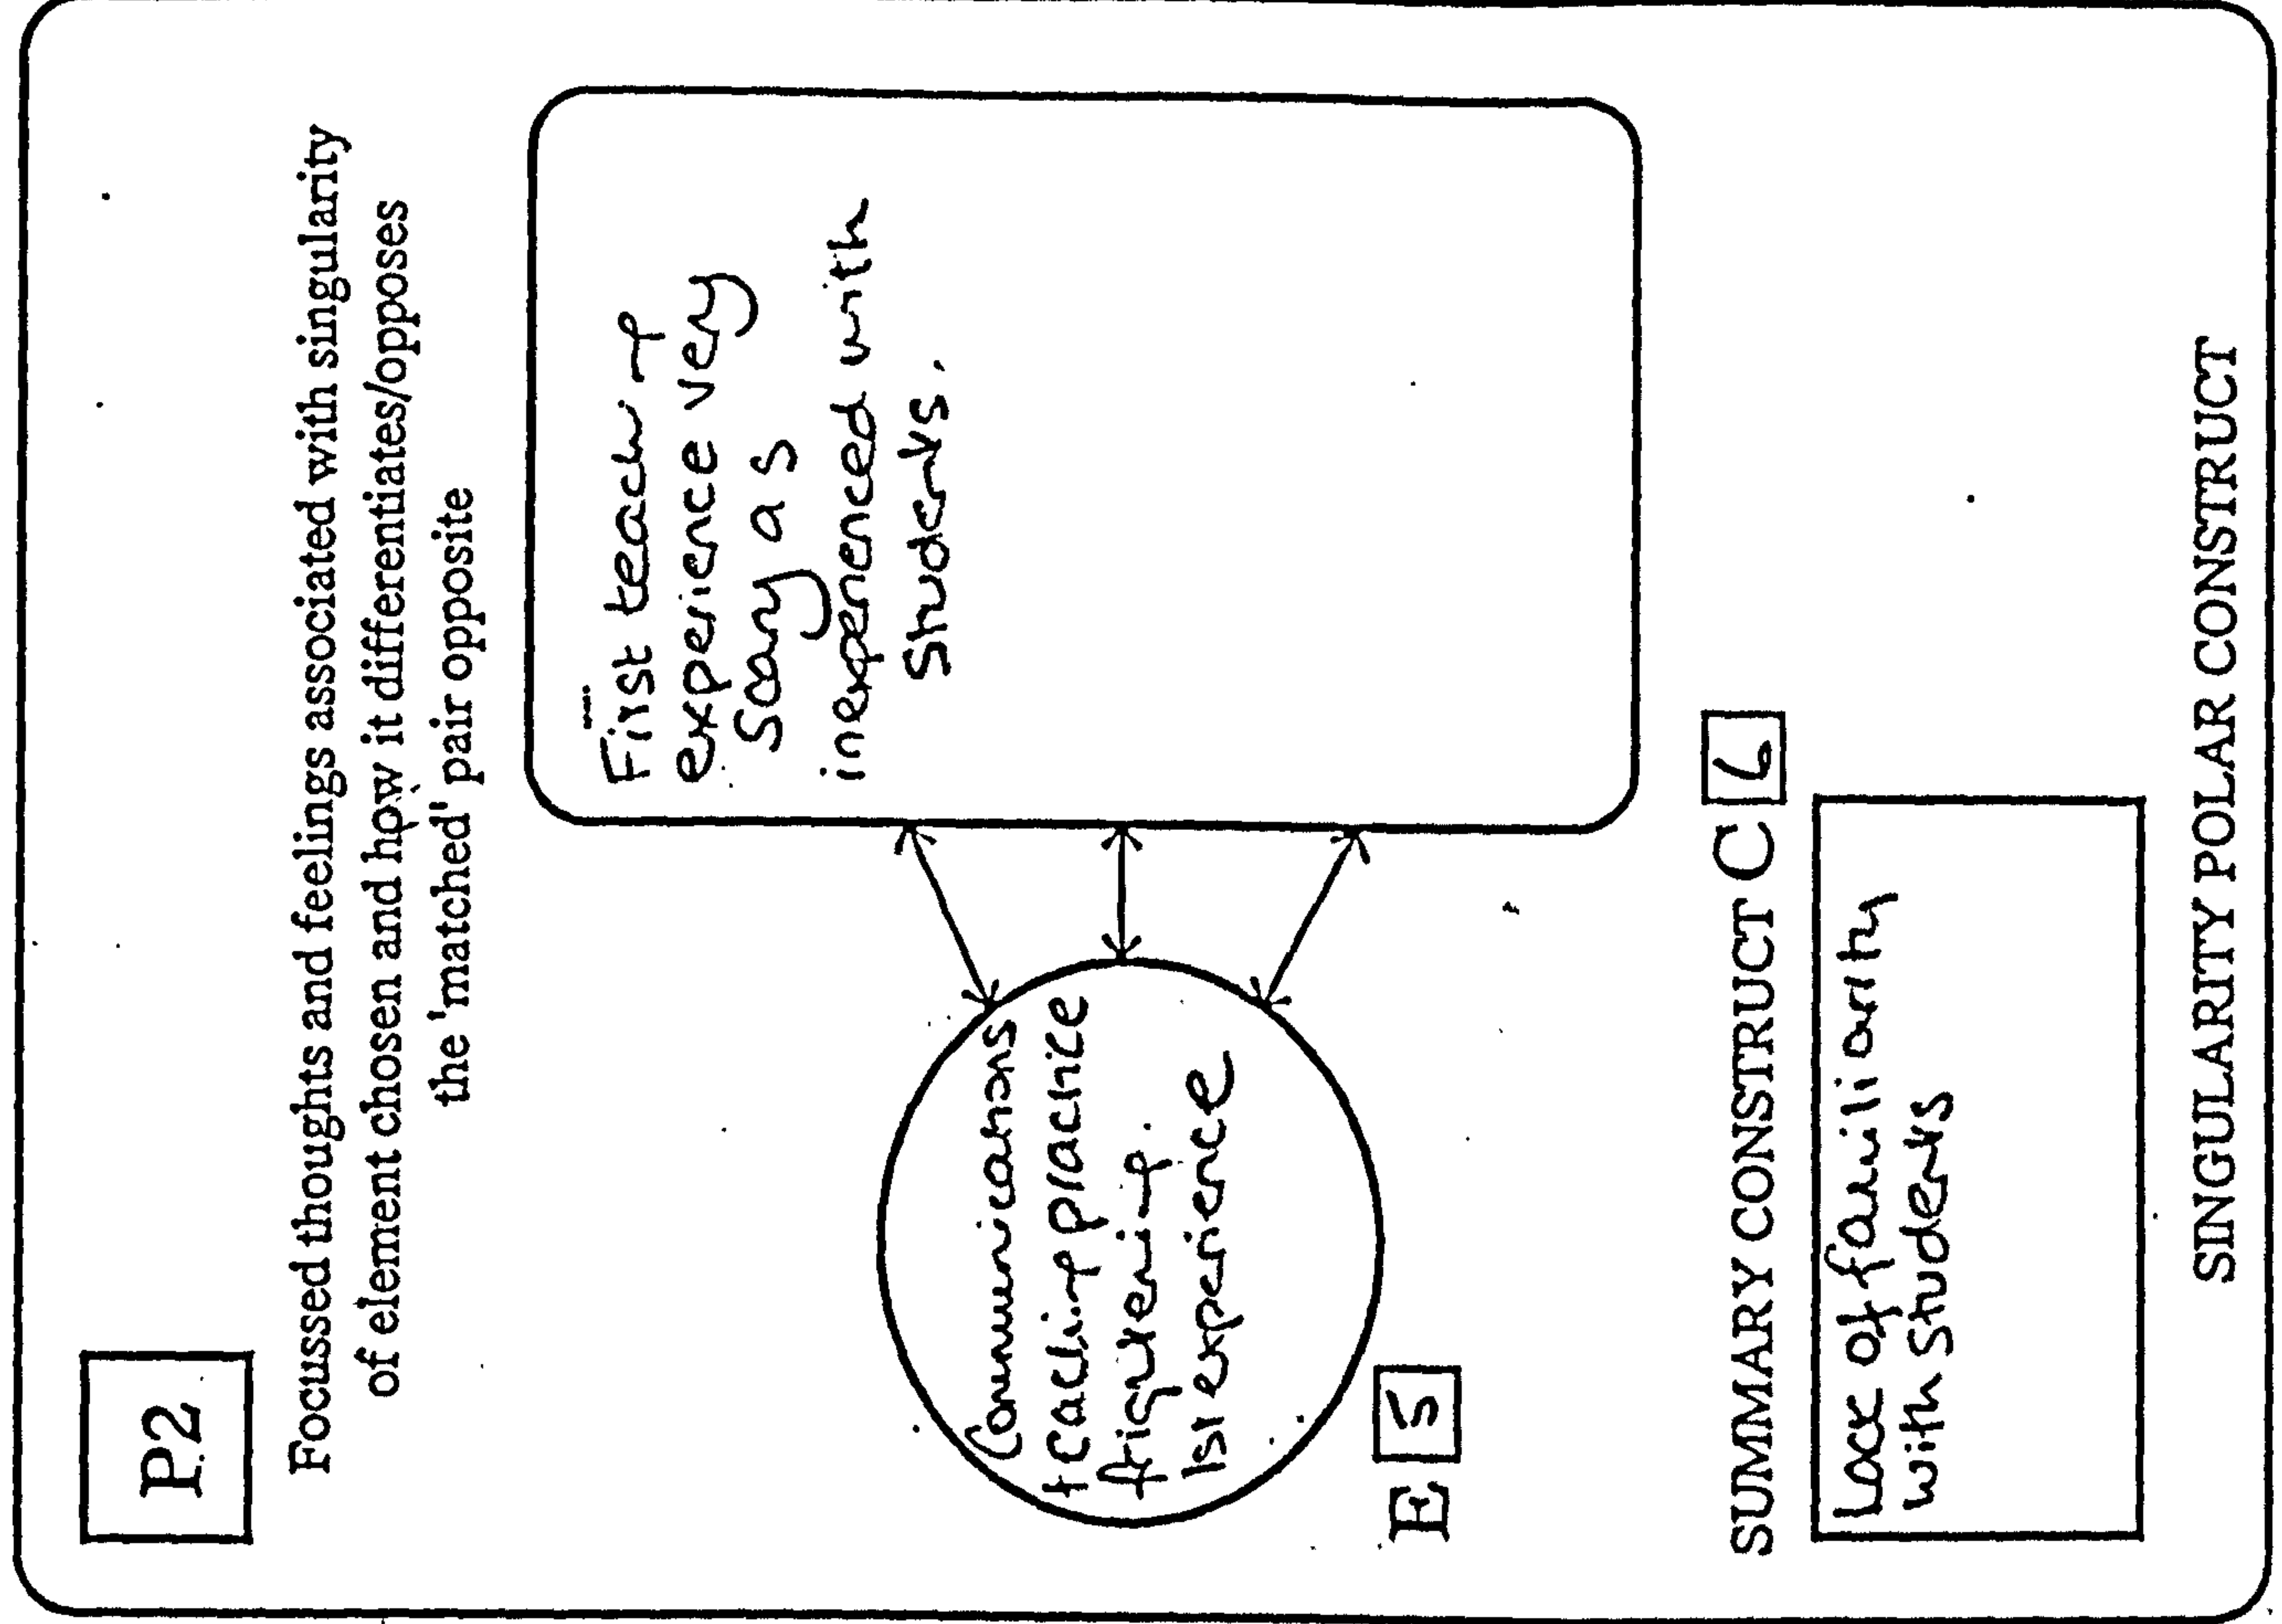 P2
Focussed thoughts and feelings associated with singularity
of element chosen and how it differentiates/opposes
the 'matched' pair opposite
First teaching
experience very
Scary as
inexperienced with
Students.
Communications
teaching practice
frightening.
1st experience
E 5
SUMMARY CONSTRUCT C 6
Lack of familiarity
with students
SINGULARITY POLAR CONSTRUCT